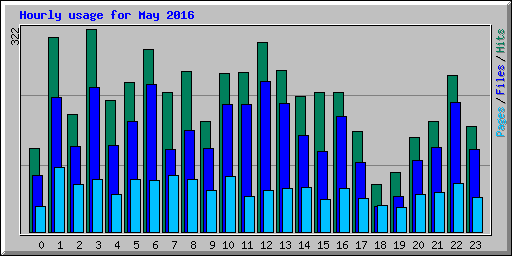 Hourly usage for May 2016
322
Pages/Files/Hits
0 1 2 3 4 5 6 7 8 9 10 11 12 13 14 15 16 17 18 19 20 21 22 23